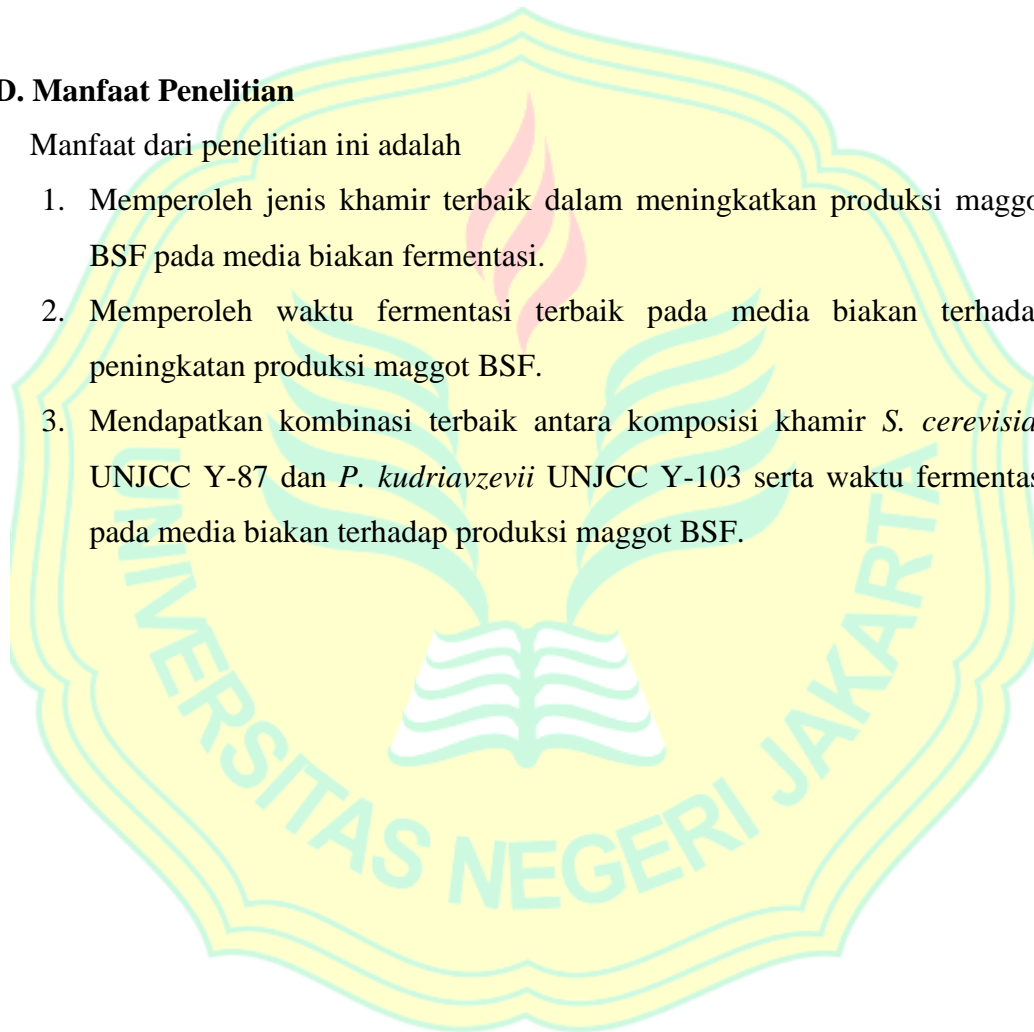 D. Manfaat Penelitian
Manfaat dari penelitian ini adalah
1. Memperoleh jenis khamir terbaik dalam meningkatkan produksi maggo
BSF pada media biakan fermentasi.
2. Memperoleh waktu fermentasi terbaik pada media biakan terhada
peningkatan produksi maggot BSF.
3. Mendapatkan kombinasi terbaik antara komposisi khamir S. cerevisia
UNJCC Y-87 dan P. kudriavzevii UNJCC Y-103 serta waktu fermentas
pada media biakan terhadap produksi maggot BSF.
UNIVERSITAS NEGERI JAKARTA